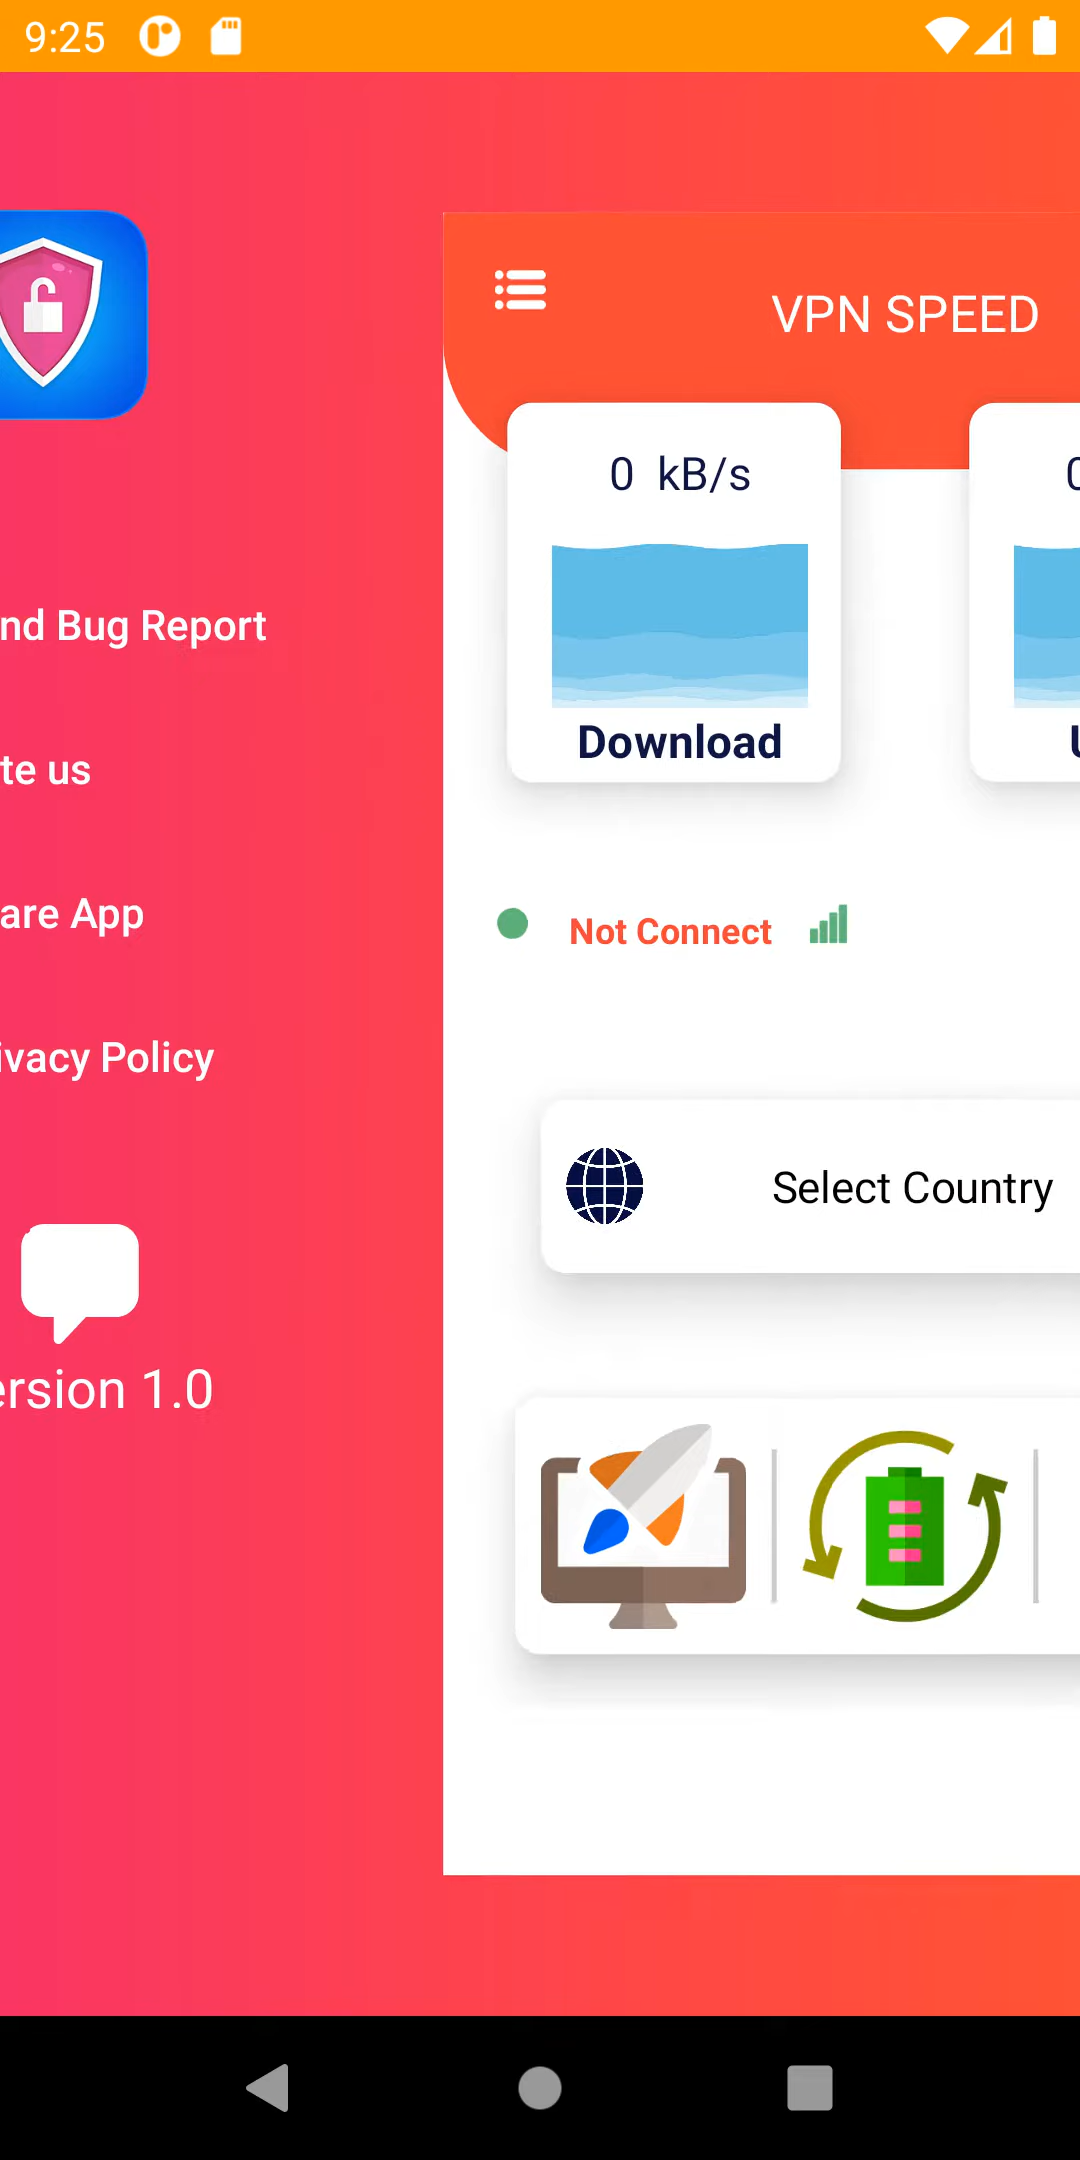 9:25
VPN SPEED
0 kB/s
Download
nd Bug Report
te us
are App
Not Connect
ivacy Policy
Select Country
ersion 1.0